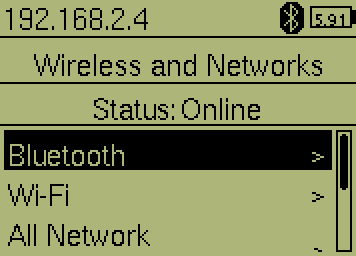 192.168.2.4 5.91
Wireless and Networks
Status: Online
Bluetooth >
Wi-Fi >
All Network